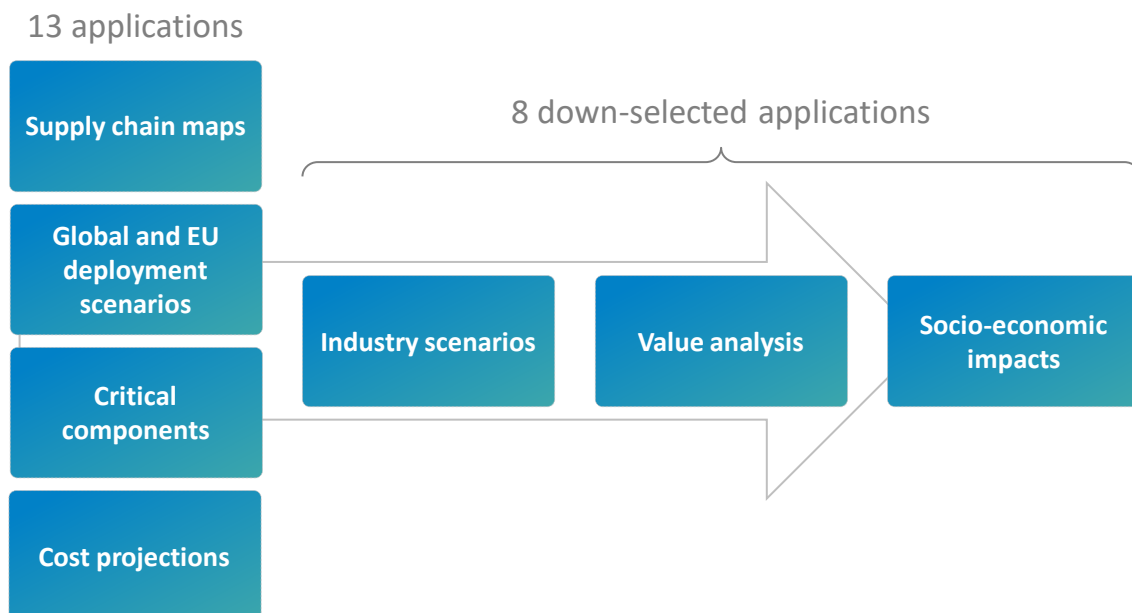 13 applications
Supply chain maps
Global and EU
deployment
scenarios
Critical
components
Cost projections
8 down-selected applications
Industry scenarios
Value analysis
Socio-economic
impacts